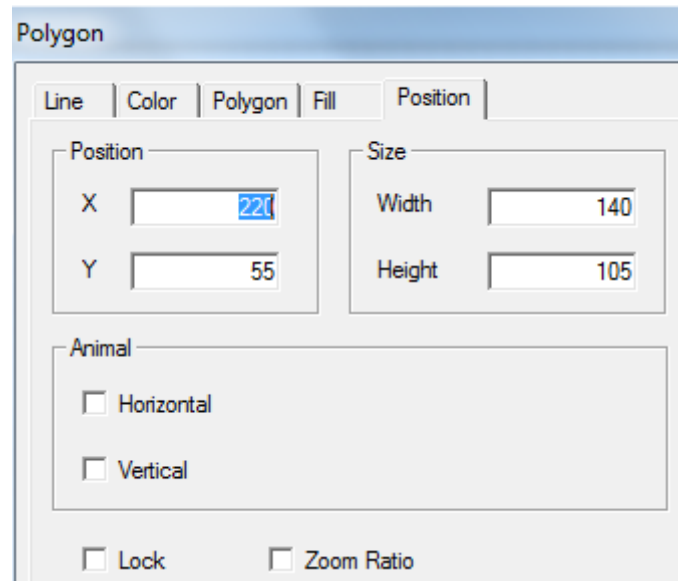 Polygon
Line Color Polygon Fill Position
Position
X 220
Y 55
Size
Width 140
Height 105
Animal
Horizontal
Vertical
Lock Zoom Ratio